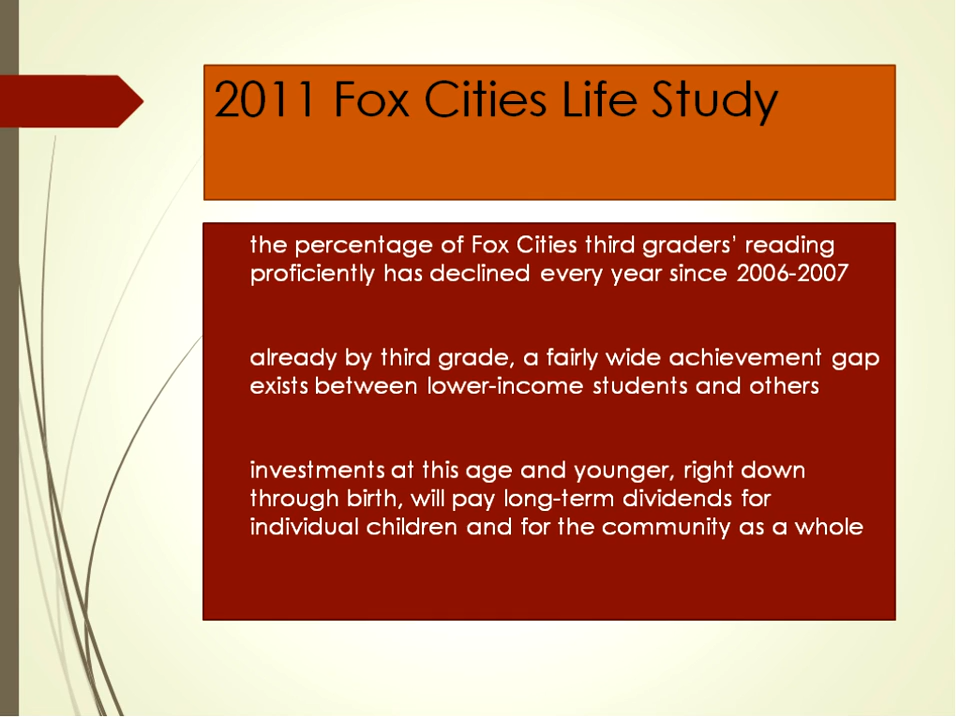 2011 Fox Cities Life Study
the percentage of Fox Cities third graders' reading
proficiently has declined every year since 2006-2007
already by third grade, a fairly wide achievement gap
exists between lower-income students and others
investments at this age and younger, right down
through birth, will pay long-term dividends for
individual children and for the community as a whole